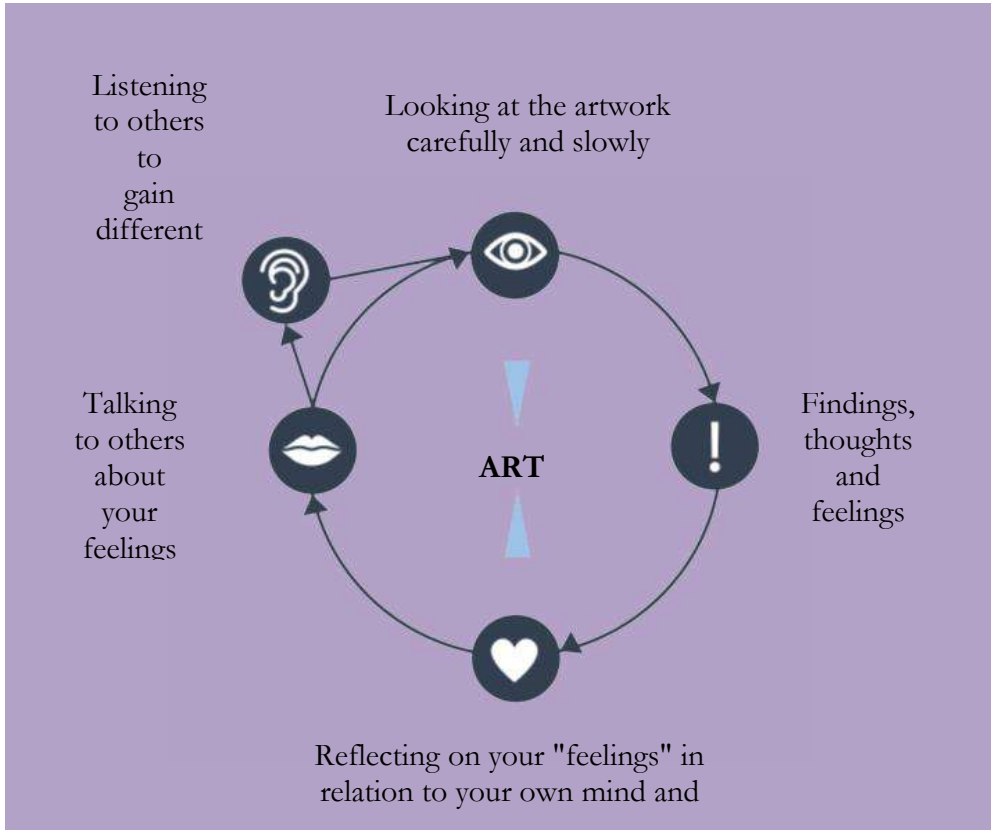 Listening
to others
to
gain
different
Looking at the artwork
carefully and slowly
Talking
to others
about
your
feelings
ART
Findings,
thoughts
and
feelings
Reflecting on your "feelings" in
relation to your own mind and